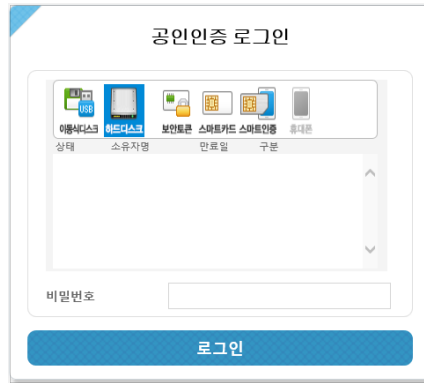 공인인증 로그인
USB
이동식디스크 하드디스크 보안토큰 스마트카드 스마트인증 휴대폰
상태 소유자명 만료일 구분
비밀번호
로그인